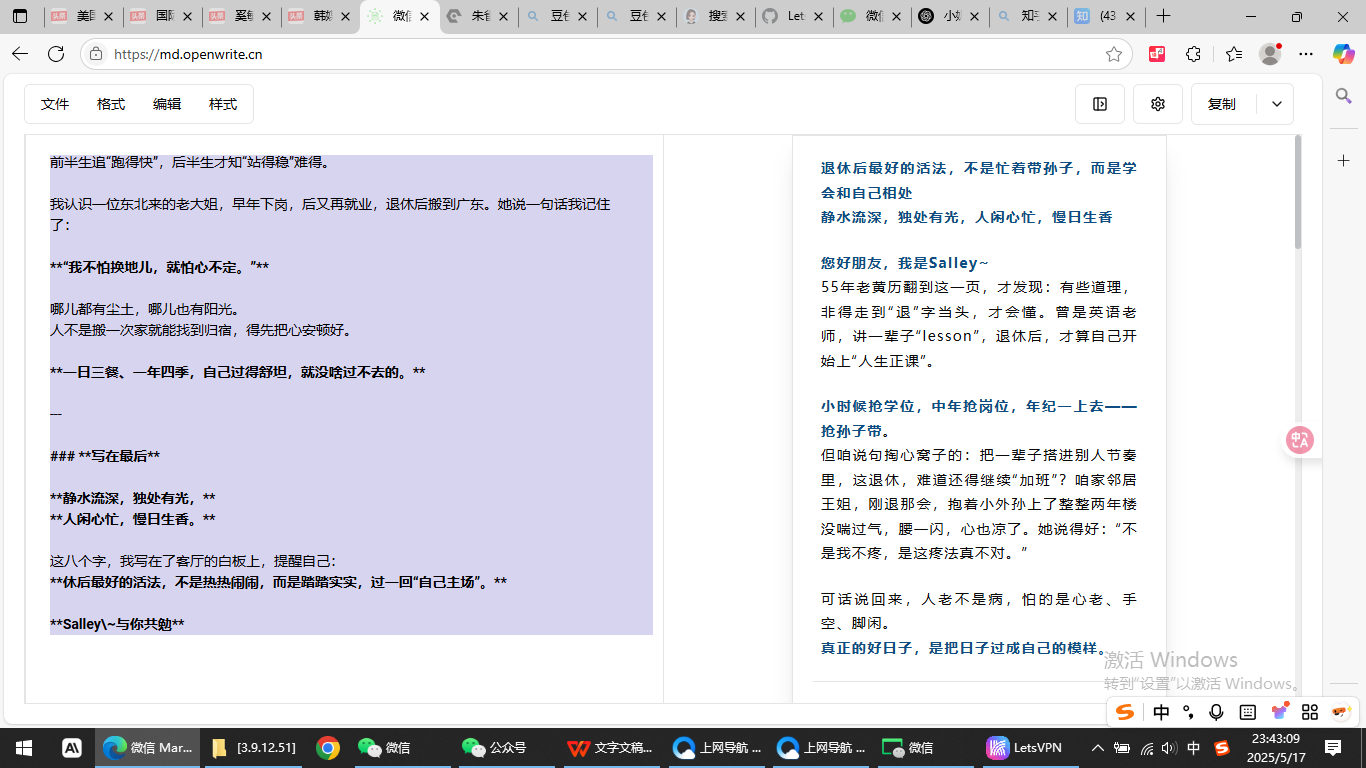 美国
国际
奚
韩
微信
朱
豆包
豆包
搜
Let
微信
小
知乎
(43
https://md.openwrite.cn
文件 格式 编辑 样式
复制
前半生追“跑得快”，后半生才知“站得稳”难得。
我认识一位东北来的老大姐，早年下岗，后又再就业，退休后搬到广东。她说一句话我记住
了：
**“我不怕换地儿，就怕心不定。”**
哪儿都有尘土，哪儿也有阳光。
人不是搬一次家就能找到归宿，得先把心安顿好。
**一日三餐、一年四季，自己过得舒坦，就没啥过不去的。**
---
### **写在最后**
**静水流深，独处有光，**
**人闲心忙，慢日生香。**
这八个字，我写在了客厅的白板上，提醒自己：
**休后最好的活法，不是热热闹闹，而是踏踏实实，过一回“自己主场”。**
**Salley\~与你共勉**
退休后最好的活法，不是忙着带孙子，而是学
会和自己相处
静水流深，独处有光，人闲心忙，慢日生香
您好朋友，我是Salley~
55年老黄历翻到这一页，才发现：有些道理，
非得走到“退”字当头，才会懂。曾是英语老
师，讲一辈子“lesson”，退休后，才算自己开
始上“人生正课”。
小时候抢学位，中年抢岗位，年纪一上去——
抢孙子带。
但咱说句掏心窝子的：把一辈子搭进别人节奏
里，这退休，难道还得继续“加班”？咱家邻居
王姐，刚退那会，抱着小外孙上了整整两年楼
没喘过气，腰一闪，心也凉了。她说得好：“不
是我不疼，是这疼法真不对。”
可话说回来，人老不是病，怕的是心老、手
空、脚闲。
真正的好日子，是把日子过成自己的模样。
激活 Windows
转到“设置”以激活 Windows。
中
微信 Mar...
[3.9.12.51]
微信
公众号
文字文稿...
上网导航 ...
上网导航 ...
微信
LetsVPN
中
23:43:09
2025/5/17